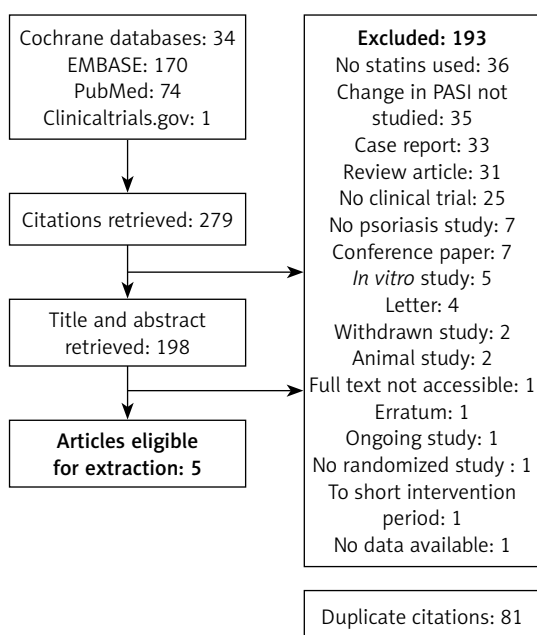 Cochrane databases: 34
EMBASE: 170
PubMed: 74
Clinicaltrials.gov: 1
Citations retrieved: 279
Title and abstract
retrieved: 198
Articles eligible
for extraction: 5
Excluded: 193
No statins used: 36
Change in PASI not
studied: 35
Case report: 33
Review article: 31
No clinical trial: 25
No psoriasis study: 7
Conference paper: 7
In vitro study: 5
Letter: 4
Withdrawn study: 2
Animal study: 2
Full text not accessible: 1
Erratum: 1
Ongoing study: 1
No randomized study : 1
To short intervention
period: 1
No data available: 1
Duplicate citations: 81